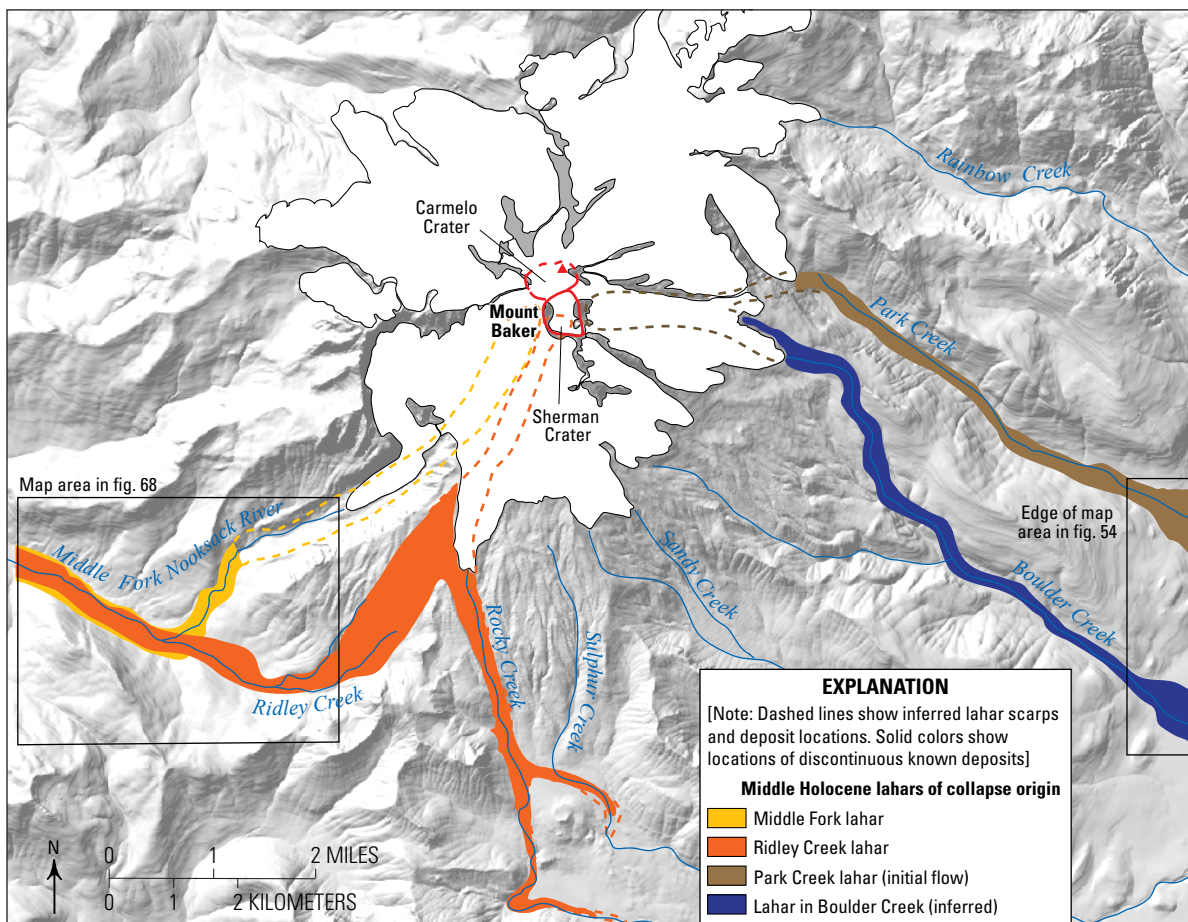 Rainbow Creek
Carmelo
Crater
Park Creek
Mount
Baker
Sherman
Crater
Map area in fig. 68
Edge of map
area in fig. 54
Middle Fork Nooksack River
Sandy Creek
Boulder Creek
Rocky Creek
Sulphur Creek
Ridley Creek
EXPLANATION
[Note: Dashed lines show inferred lahar scarps
and deposit locations. Solid colors show
locations of discontinuous known deposits]
Middle Holocene lahars of collapse origin
Middle Fork lahar
Ridley Creek lahar
Park Creek lahar (initial flow)
Lahar in Boulder Creek (inferred)
N
0 1 2 MILES
0 1 2 KILOMETERS